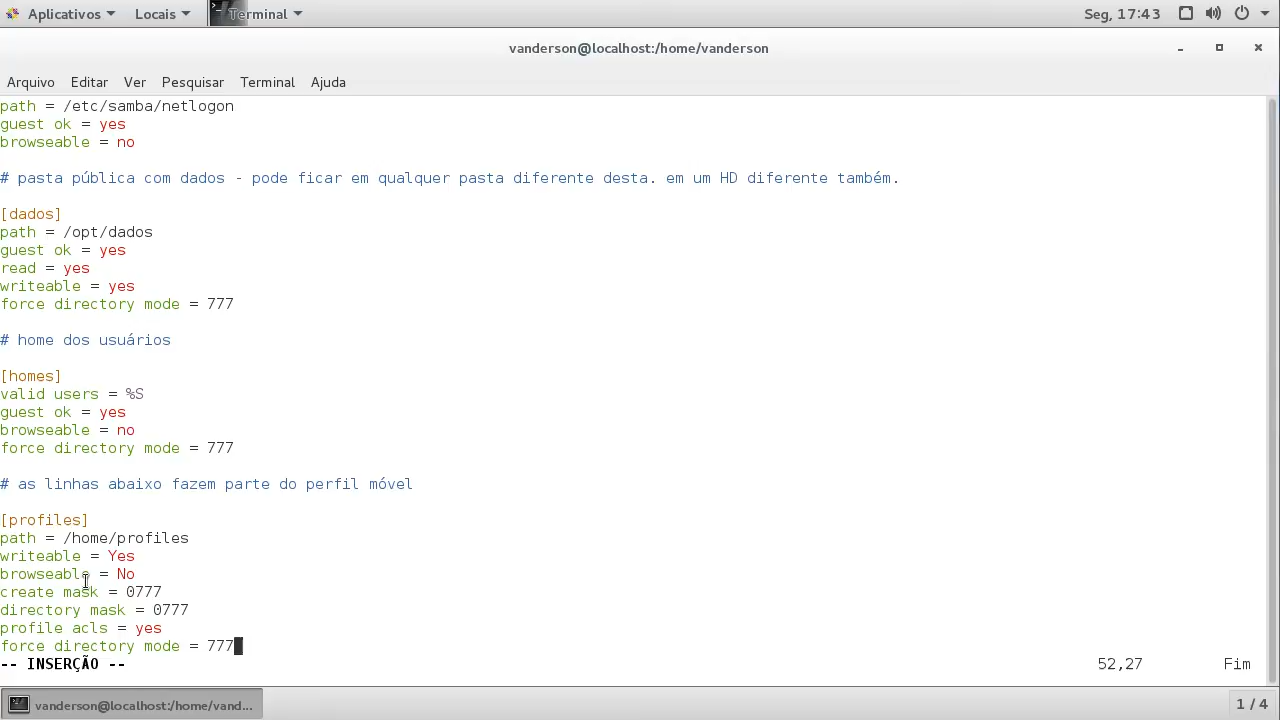 Aplicativos Locais Terminal Seg, 17:43
vanderson@localhost:/home/vanderson
Arquivo Editar Ver Pesquisar Terminal Ajuda
path = /etc/samba/netlogon
guest ok = yes
browseable = no
# pasta pública com dados - pode ficar em qualquer pasta diferente desta. em um HD diferente também.
[dados]
path = /opt/dados
guest ok = yes
read = yes
writeable = yes
force directory mode = 777
# home dos usuários
[homes]
valid users = %S
guest ok = yes
browseable = no
force directory mode = 777
# as linhas abaixo fazem parte do perfil móvel
[profiles]
path = /home/profiles
writeable = Yes
browseable = No
create mask = 0777
directory mask = 0777
profile acls = yes
force directory mode = 777
-- INSERÇÃO -- 52,27 Fim
vanderson@localhost:/home/vand... 1 / 4